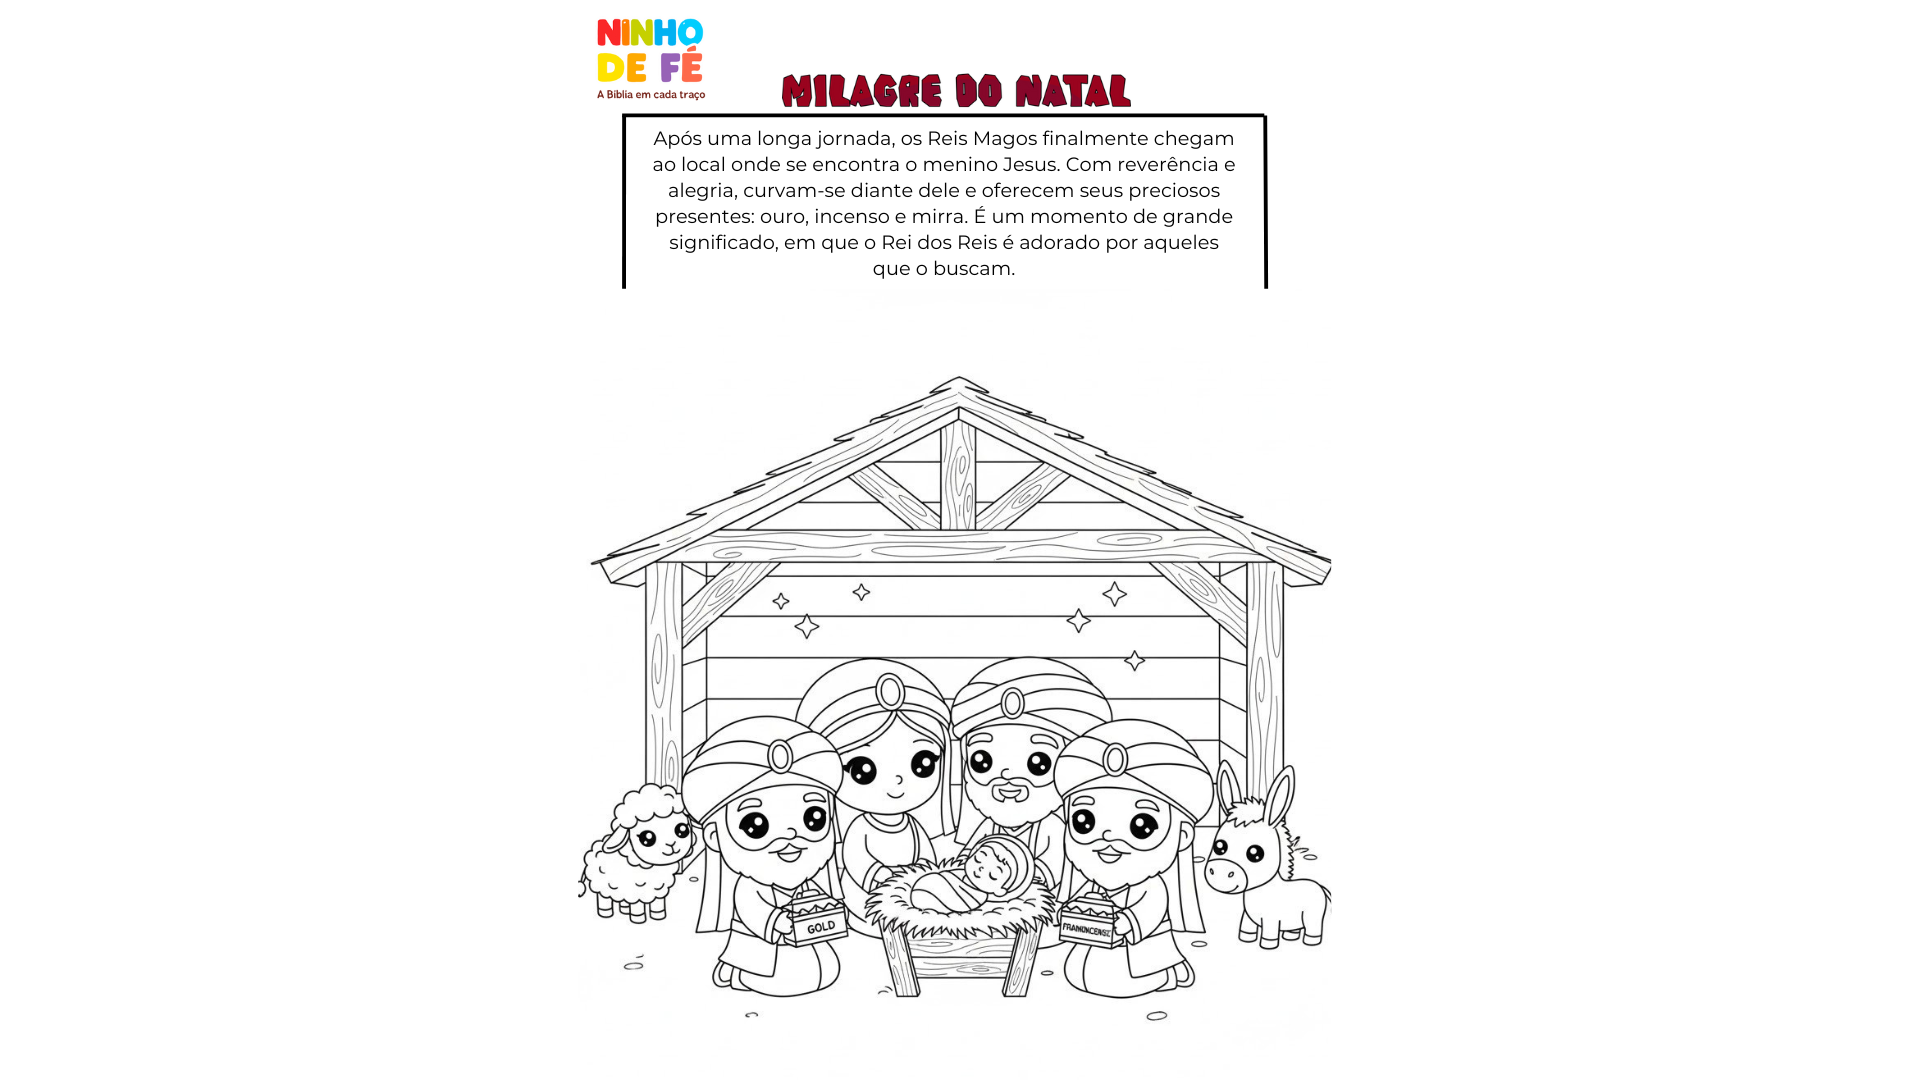 NINHO
DE FÉ
A Bíblia em cada traço
MILAGRE DO NATAL
Após uma longa jornada, os Reis Magos finalmente chegam
ao local onde se encontra o menino Jesus. Com reverência e
alegria, curvam-se diante dele e oferecem seus preciosos
presentes: ouro, incenso e mirra. É um momento de grande
significado, em que o Rei dos Reis é adorado por aqueles
que o buscam.
GOLD